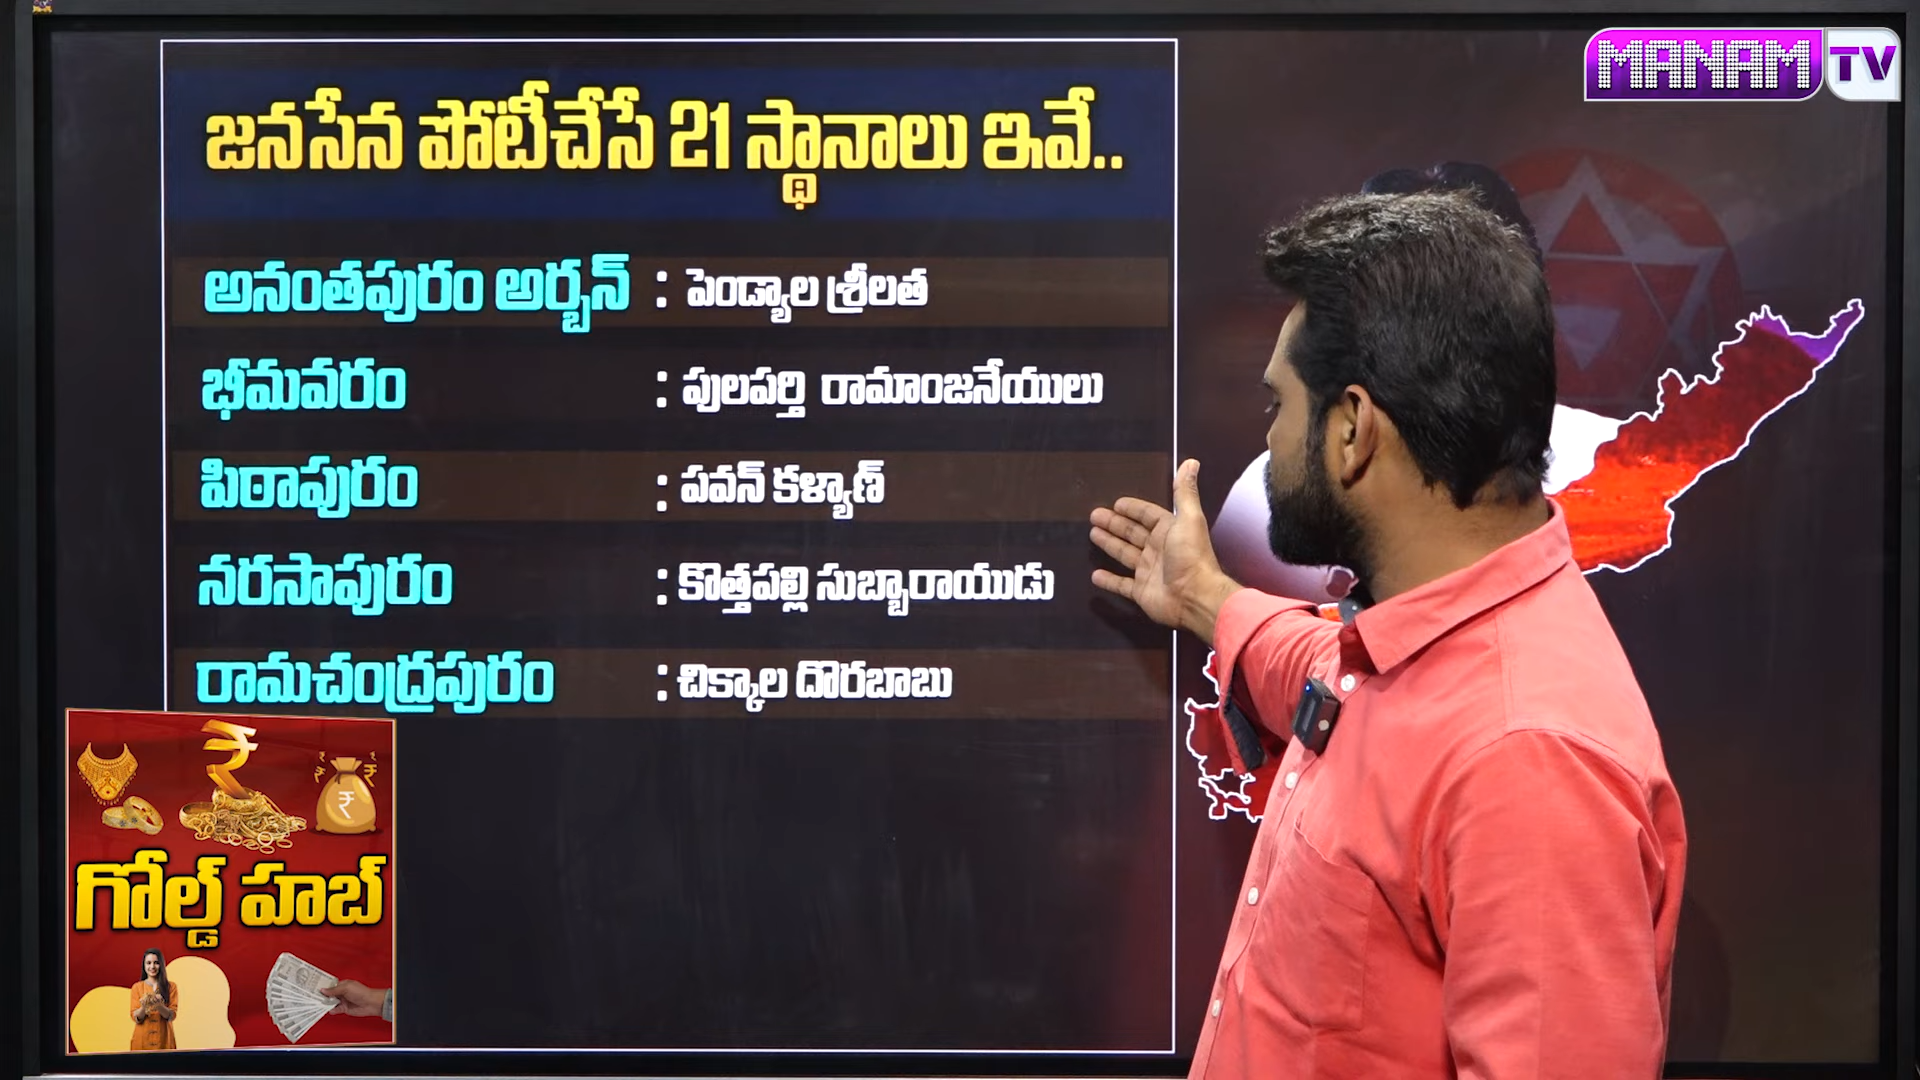 MANAM TV
జనసేన పోటీచేసే 21 స్థానాలు ఇవే..
అనంతపురం అర్బన్ : పెండ్యాల శ్రీలత
భీమవరం : పులపర్తి రామాంజనేయులు
పిఠాపురం : పవన్ కళ్యాణ్
నరసాపురం : కొత్తపల్లి సుబ్బారాయుడు
రామచంద్రపురం : చిక్కాల దొరబాబు
గోల్డ్ హబ్